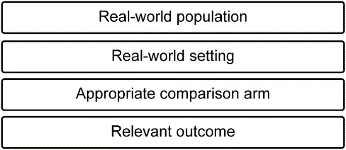 Real-world population
Real-world setting
Appropriate comparison arm
Relevant outcome